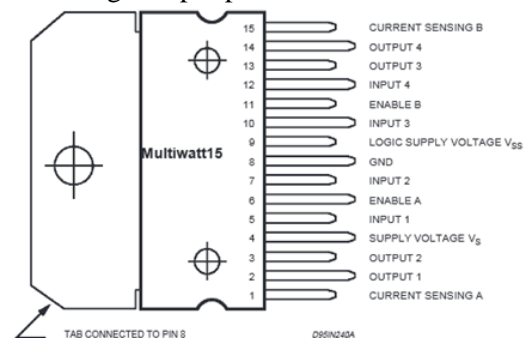 15 CURRENT SENSING B
14 OUTPUT 4
13 OUTPUT 3
12 INPUT 4
11 ENABLE B
10 INPUT 3
9 LOGIC SUPPLY VOLTAGE VSS
Multiwatt15
8 GND
7 INPUT 2
6 ENABLE A
5 INPUT 1
4 SUPPLY VOLTAGE VS
3 OUTPUT 2
2 OUTPUT 1
1 CURRENT SENSING A
TAB CONNECTED TO PIN 8
D95IN240A